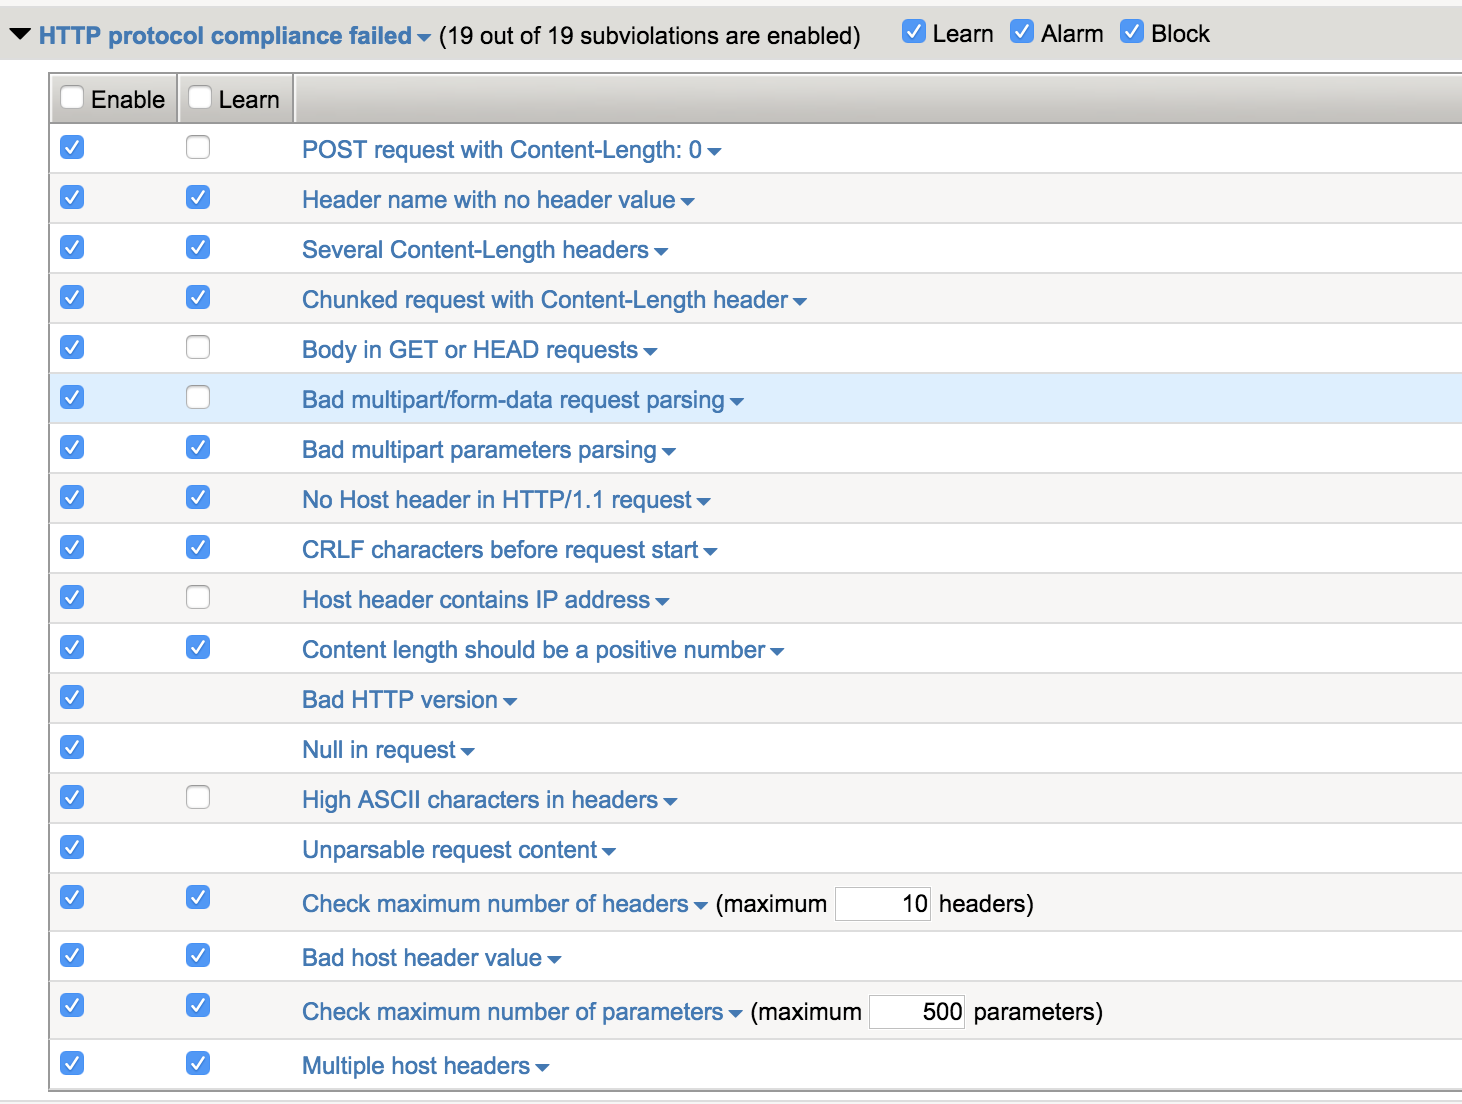 HTTP protocol compliance failed (19 out of 19 subviolations are enabled) Learn Alarm Block
Enable Learn
POST request with Content-Length: 0
Header name with no header value
Several Content-Length headers
Chunked request with Content-Length header
Body in GET or HEAD requests
Bad multipart/form-data request parsing
Bad multipart parameters parsing
No Host header in HTTP/1.1 request
CRLF characters before request start
Host header contains IP address
Content length should be a positive number
Bad HTTP version
Null in request
High ASCII characters in headers
Unparsable request content
Check maximum number of headers (maximum 10 headers)
Bad host header value
Check maximum number of parameters (maximum 500 parameters)
Multiple host headers